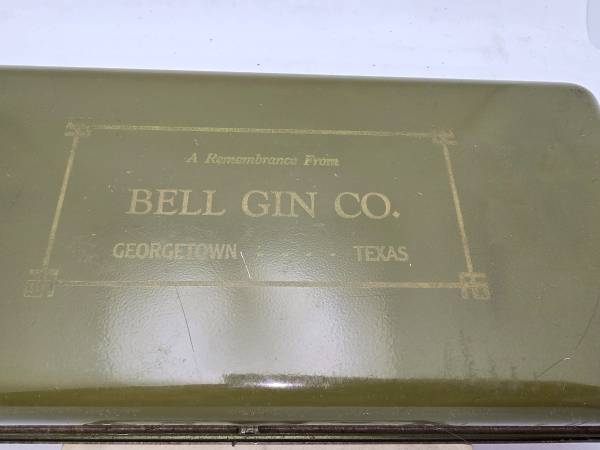 A Remembrance From
BELL GIN CO.
GEORGETOWN - - - - - TEXAS